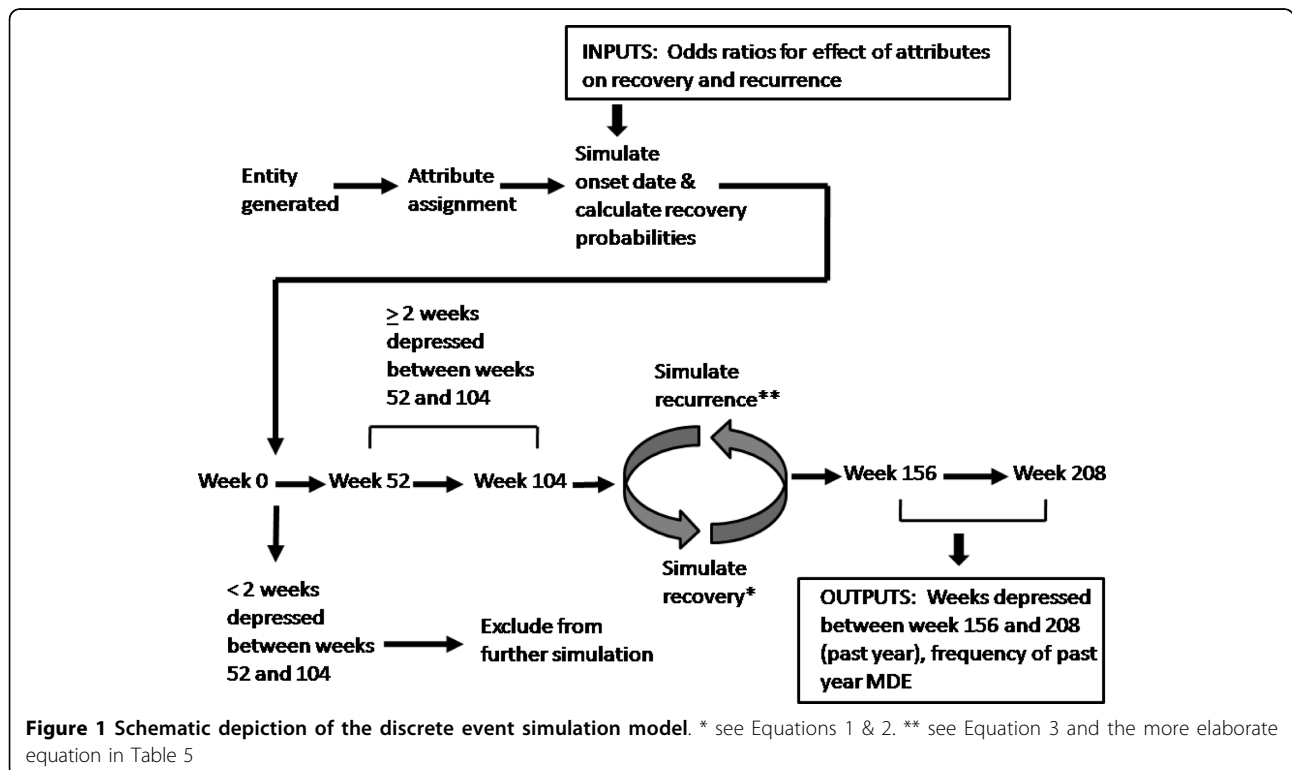 INPUTS: Odds ratios for effect of attributes
on recovery and recurrence
Entity
generated
Attribute
assignment
Simulate
onset date &
calculate recovery
probabilities
≥ 2 weeks
depressed
between weeks
52 and 104
Simulate
recurrence**
Week 0
Week 52
Week 104
Week 156
Week 208
Simulate
recovery*
< 2 weeks
depressed
between weeks
52 and 104
Exclude from
further simulation
OUTPUTS: Weeks depressed
between week 156 and 208
(past year), frequency of past
year MDE
Figure 1 Schematic depiction of the discrete event simulation model. * see Equations 1 & 2. ** see Equation 3 and the more elaborate
equation in Table 5